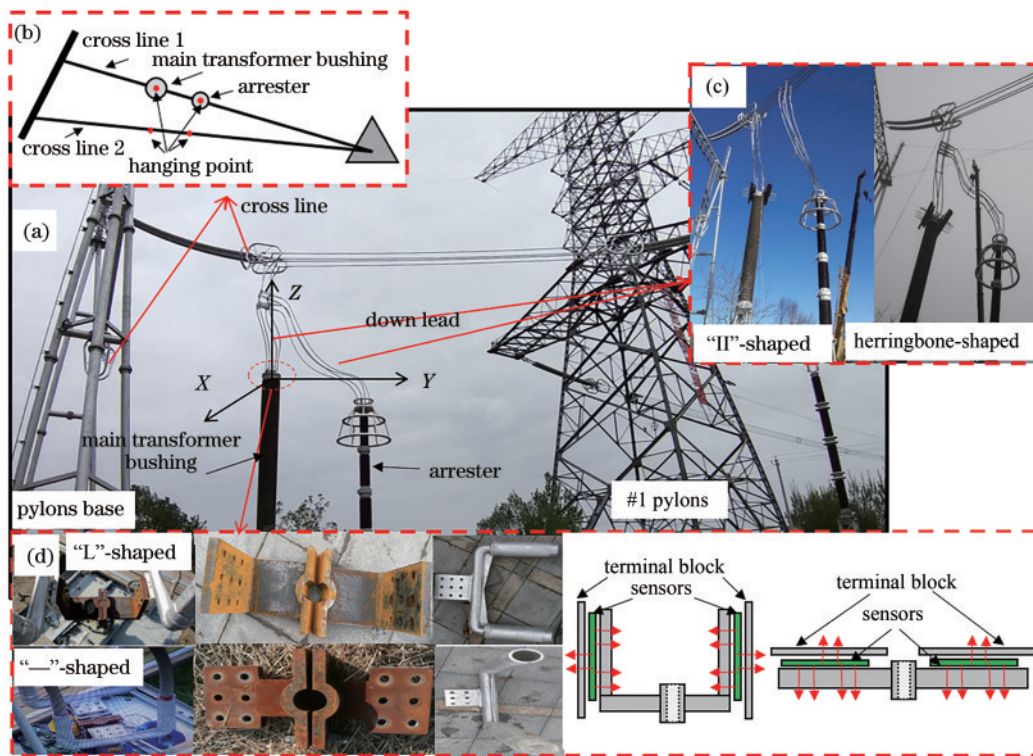 (b)
cross line 1
main transformer bushing
arrester
cross line 2
hanging point
(c)
"II"-shaped
herringbone-shaped
(a)
cross line
Z
down lead
X
Y
main transformer
bushing
arrester
pylons base
#1 pylons
(d)
"L"-shaped
"—"-shaped
terminal block
sensors
terminal block
sensors